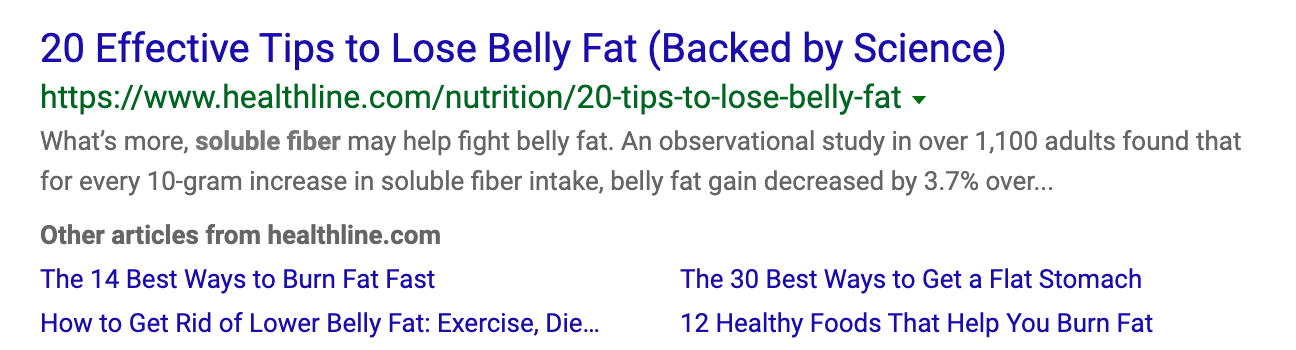 20 Effective Tips to Lose Belly Fat (Backed by Science)
https://www.healthline.com/nutrition/20-tips-to-lose-belly-fat
What’s more, soluble fiber may help fight belly fat. An observational study in over 1,100 adults found that
for every 10-gram increase in soluble fiber intake, belly fat gain decreased by 3.7% over...
Other articles from healthline.com
The 14 Best Ways to Burn Fat Fast
The 30 Best Ways to Get a Flat Stomach
How to Get Rid of Lower Belly Fat: Exercise, Die...
12 Healthy Foods That Help You Burn Fat